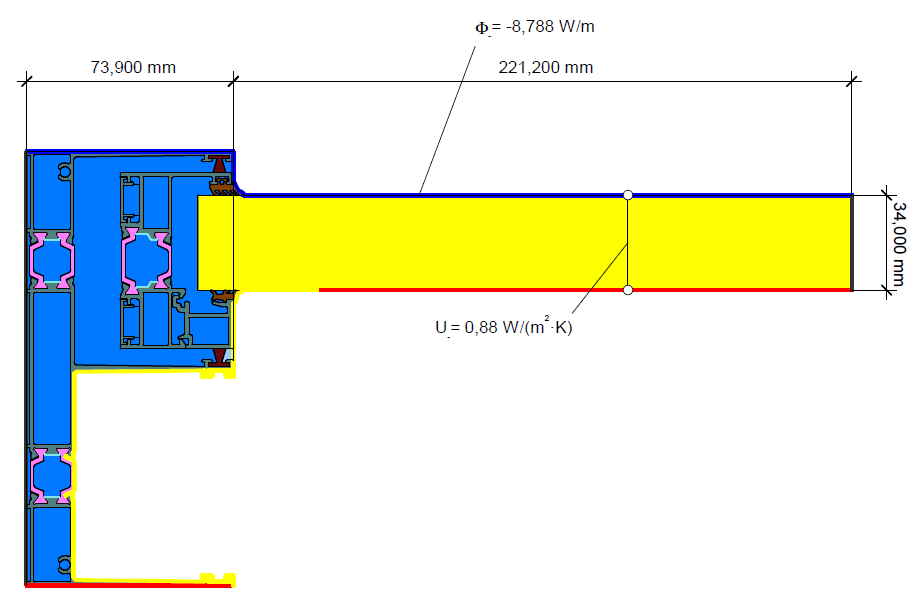 Φ = -8,788 W/m
73,900 mm
221,200 mm
34,000 mm
U = 0,88 W/(m²·K)